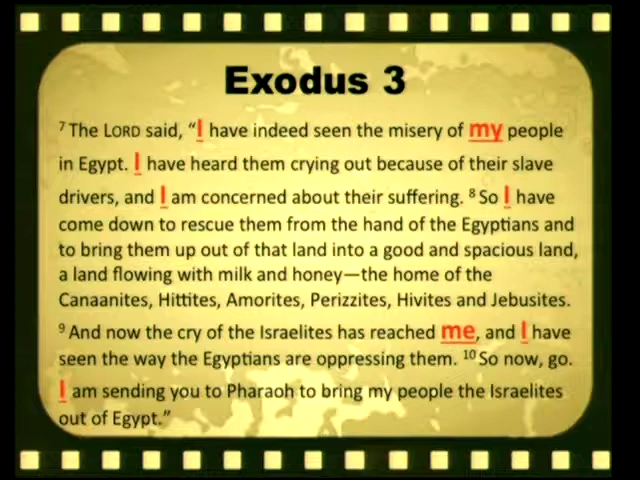 Exodus 3
⁷ The LORD said, “I have indeed seen the misery of my people
in Egypt. I have heard them crying out because of their slave
drivers, and I am concerned about their suffering. ⁸ So I have
come down to rescue them from the hand of the Egyptians and
to bring them up out of that land into a good and spacious land,
a land flowing with milk and honey—the home of the
Canaanites, Hittites, Amorites, Perizzites, Hivites and Jebusites.
⁹ And now the cry of the Israelites has reached me, and I have
seen the way the Egyptians are oppressing them. ¹⁰ So now, go.
I am sending you to Pharaoh to bring my people the Israelites
out of Egypt.”